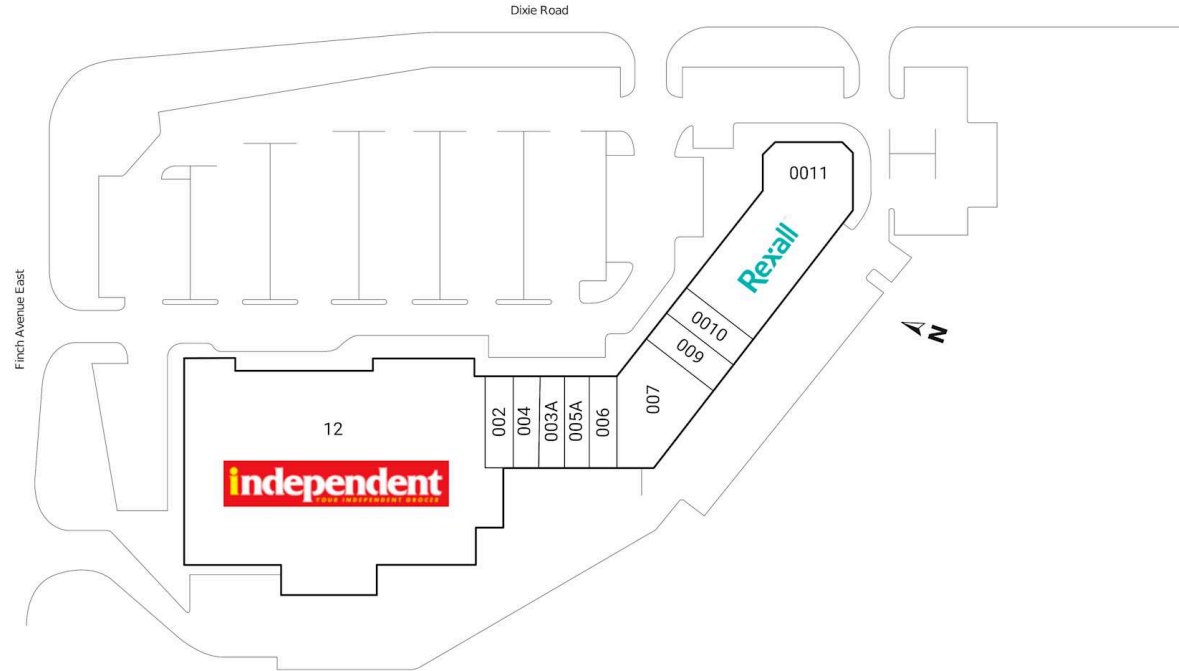 Dixie Road
Finch Avenue East
0011
Rexall
0010
009
007
002
004
003A
005A
006
12
independent
YOUR INDEPENDENT GROCER
N